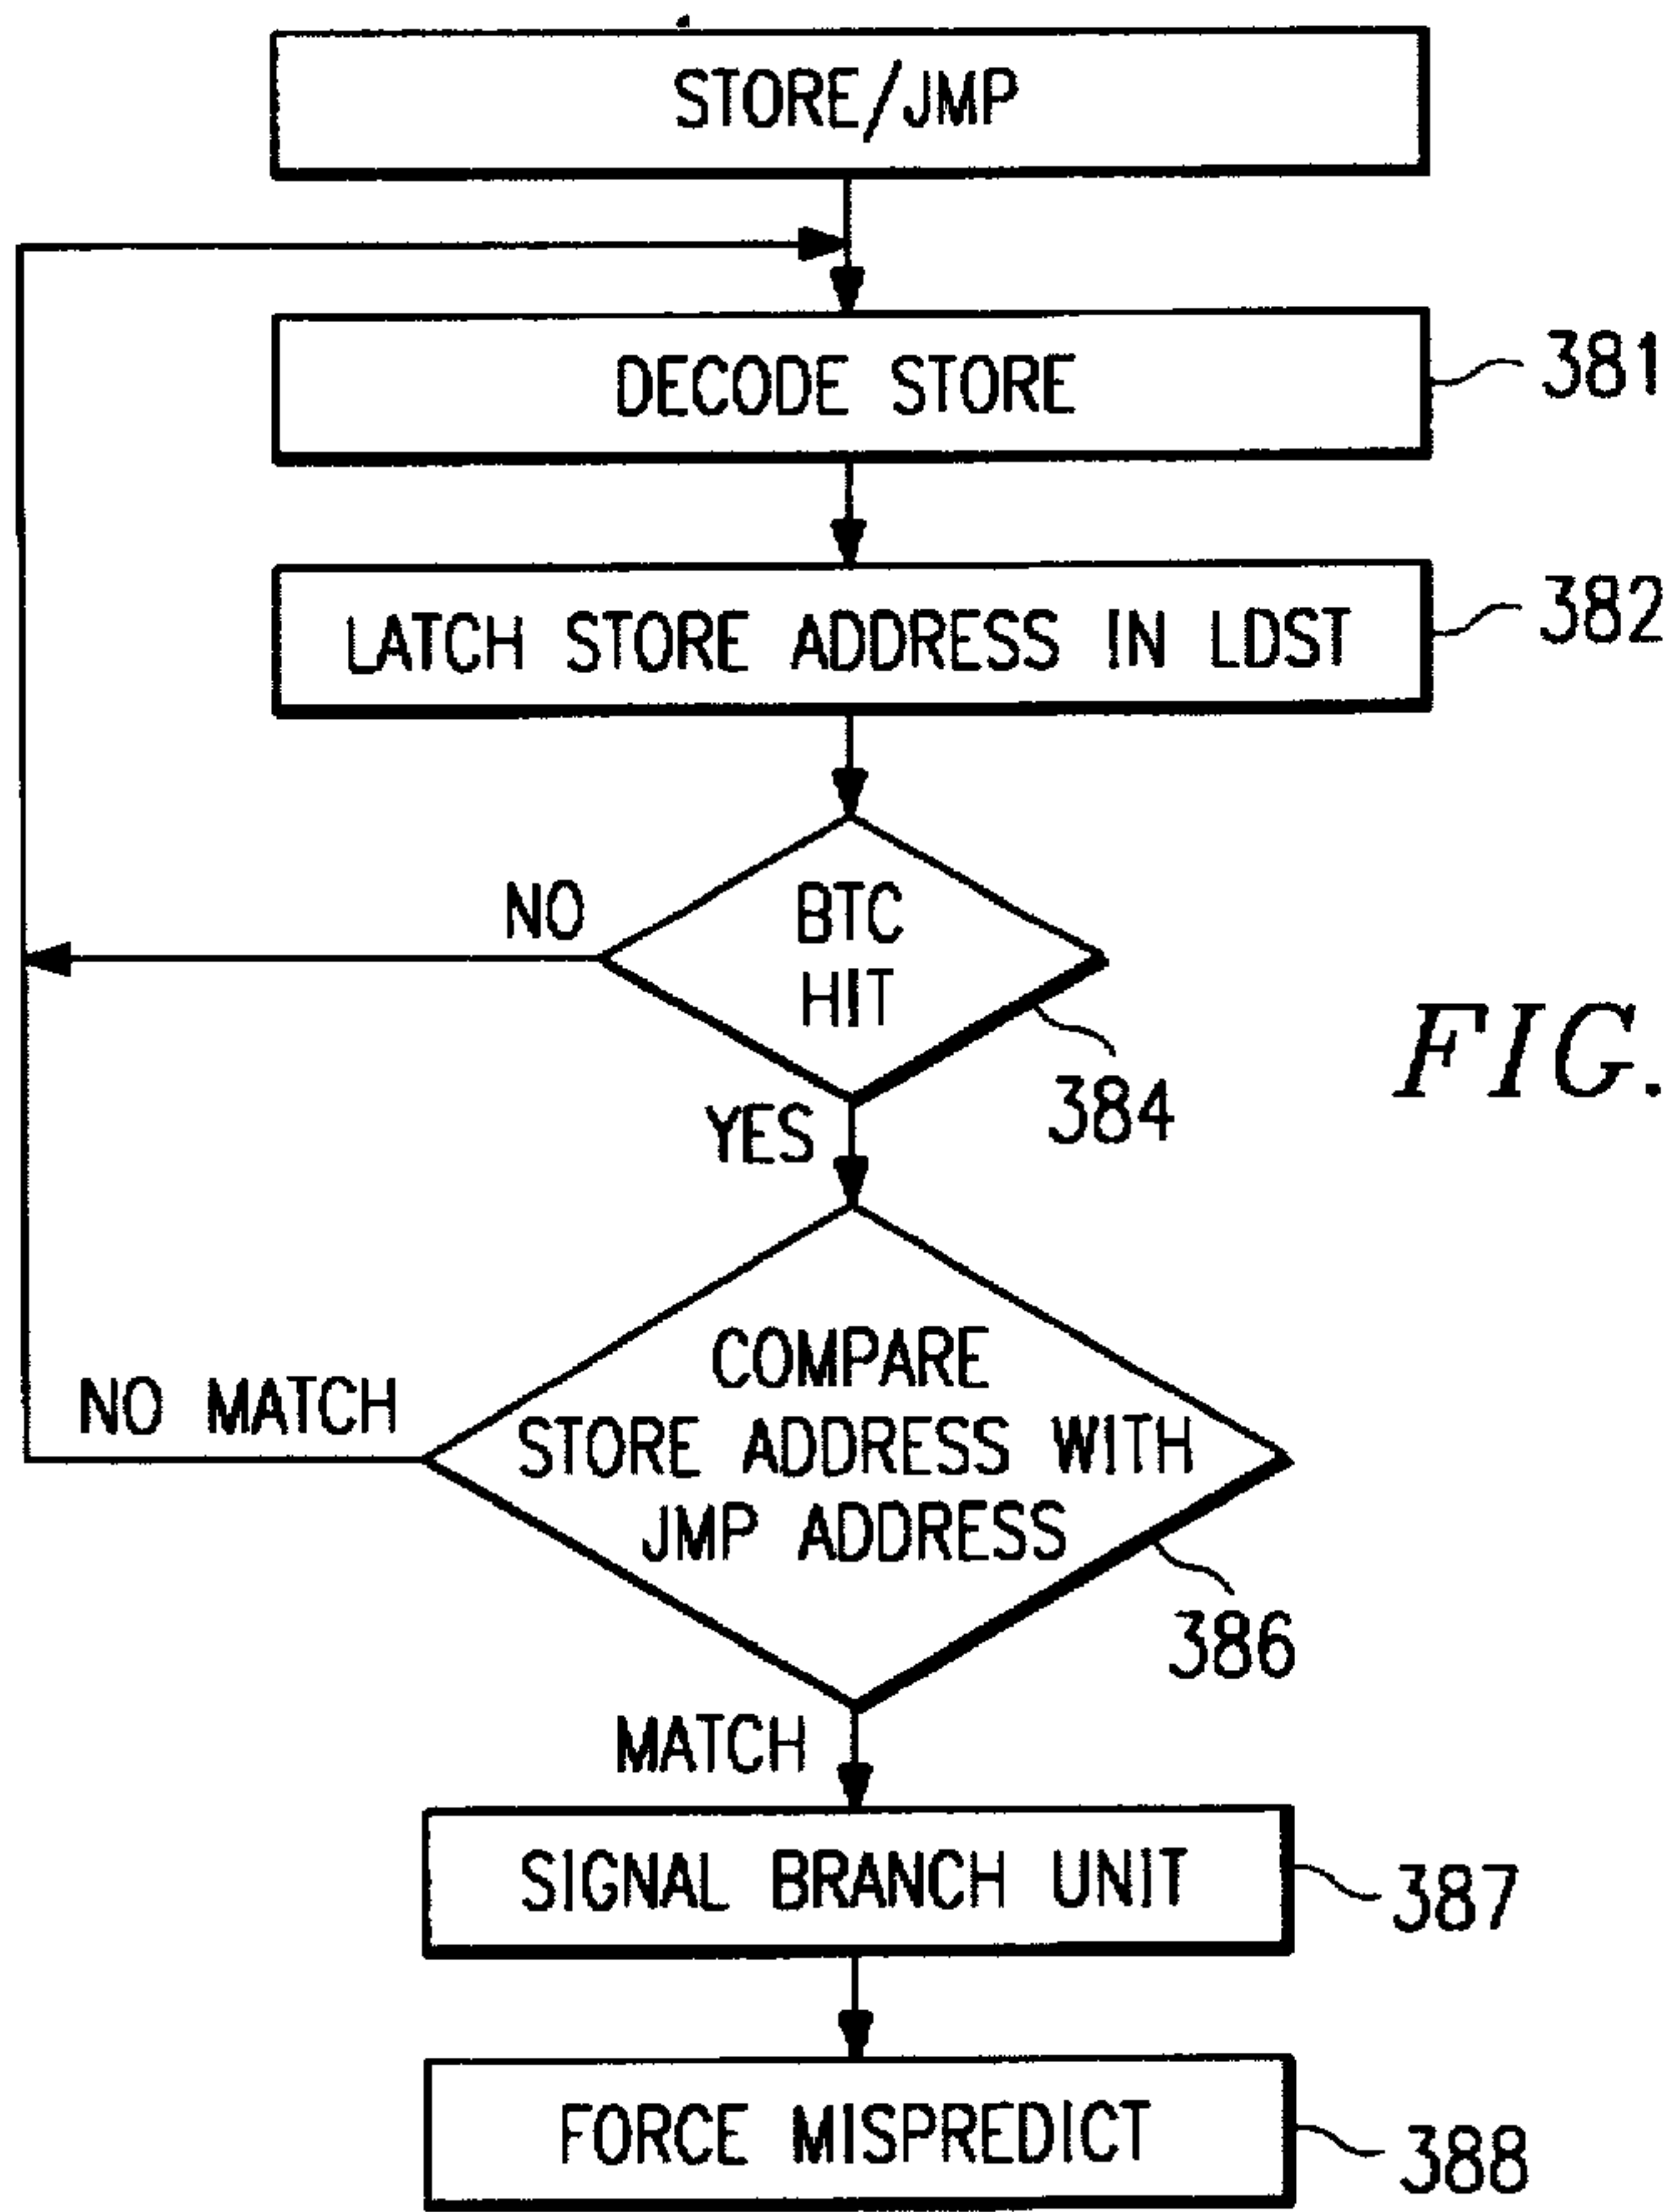 STORE/JMP
DECODE STORE
381
LATCH STORE ADDRESS IN LDST
382
NO
BTC
HIT
384
FIG.
YES
COMPARE
STORE ADDRESS WITH
JMP ADDRESS
NO MATCH
386
MATCH
SIGNAL BRANCH UNIT
387
FORCE MISPREDICT
388